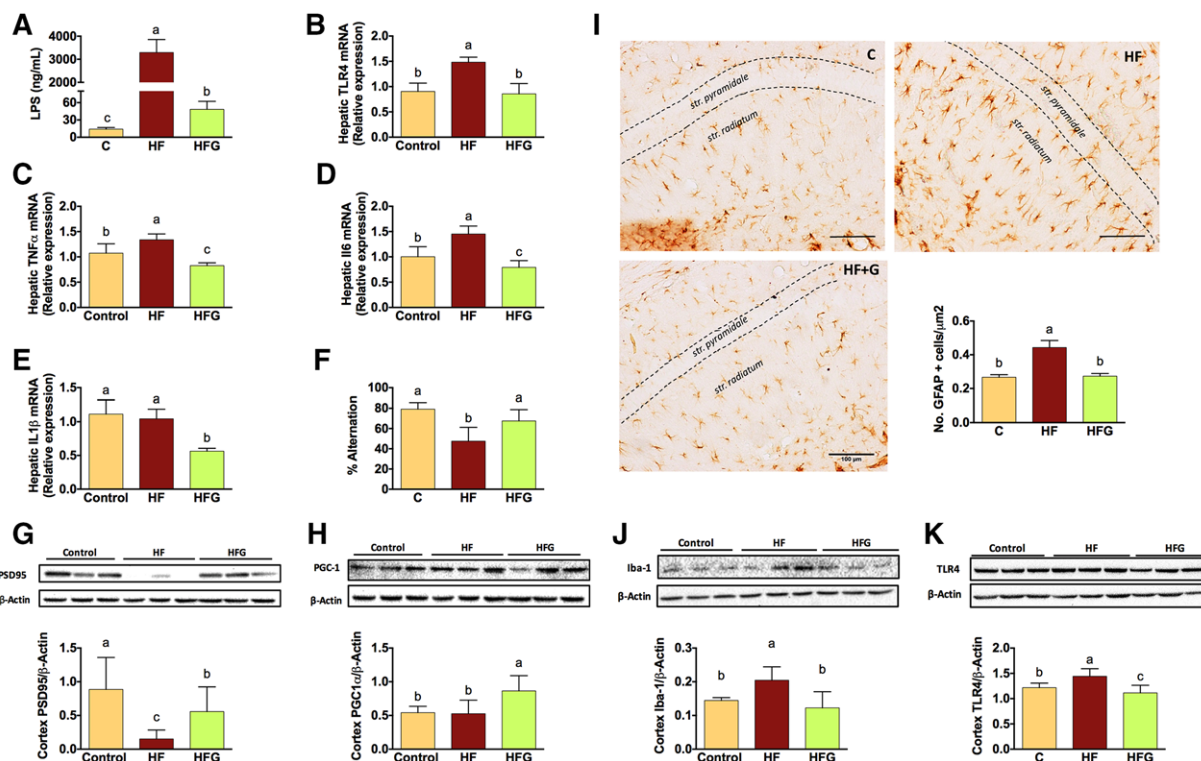 A
LPS (ng/mL)
4000
3000
2000
60
30
0
c
a
b
C
HF
HFG
B
Hepatic TLR4 mRNA
(Relative expression)
2.0
1.5
1.0
0.5
0.0
b
a
b
Control
HF
HFG
C
Hepatic TNFα mRNA
(Relative expression)
2.0
1.5
1.0
0.5
0.0
b
a
c
Control
HF
HFG
D
Hepatic Il6 mRNA
(Relative expression)
2.0
1.5
1.0
0.5
0.0
b
a
c
Control
HF
HFG
E
Hepatic IL1β mRNA
(Relative expression)
1.5
1.0
0.5
0.0
a
a
b
Control
HF
HFG
F
% Alternation
100
80
60
40
20
0
a
b
a
C
HF
HFG
I
C
str. pyramidale
str. radiatum
HF
str. pyramidale
str. radiatum
HF+G
str. pyramidale
str. radiatum
100 μm
No. GFAP + cells/μm2
0.6
0.4
0.2
0.0
b
a
b
C
HF
HFG
G
Control
HF
HFG
PSD95
β-Actin
Cortex PSD95/β-Actin
1.5
1.0
0.5
0.0
a
c
b
Control
HF
HFG
H
Control
HF
HFG
PGC-1
β-Actin
Cortex PGC1α/β-Actin
1.5
1.0
0.5
0.0
b
b
a
Control
HF
HFG
J
Control
HF
HFG
Iba-1
β-Actin
Cortex Iba-1/β-Actin
0.3
0.2
0.1
0.0
b
a
b
Control
HF
HFG
K
Control
HF
HFG
TLR4
β-Actin
Cortex TLR4/β-Actin
2.0
1.5
1.0
0.5
0.0
b
a
c
C
HF
HFG